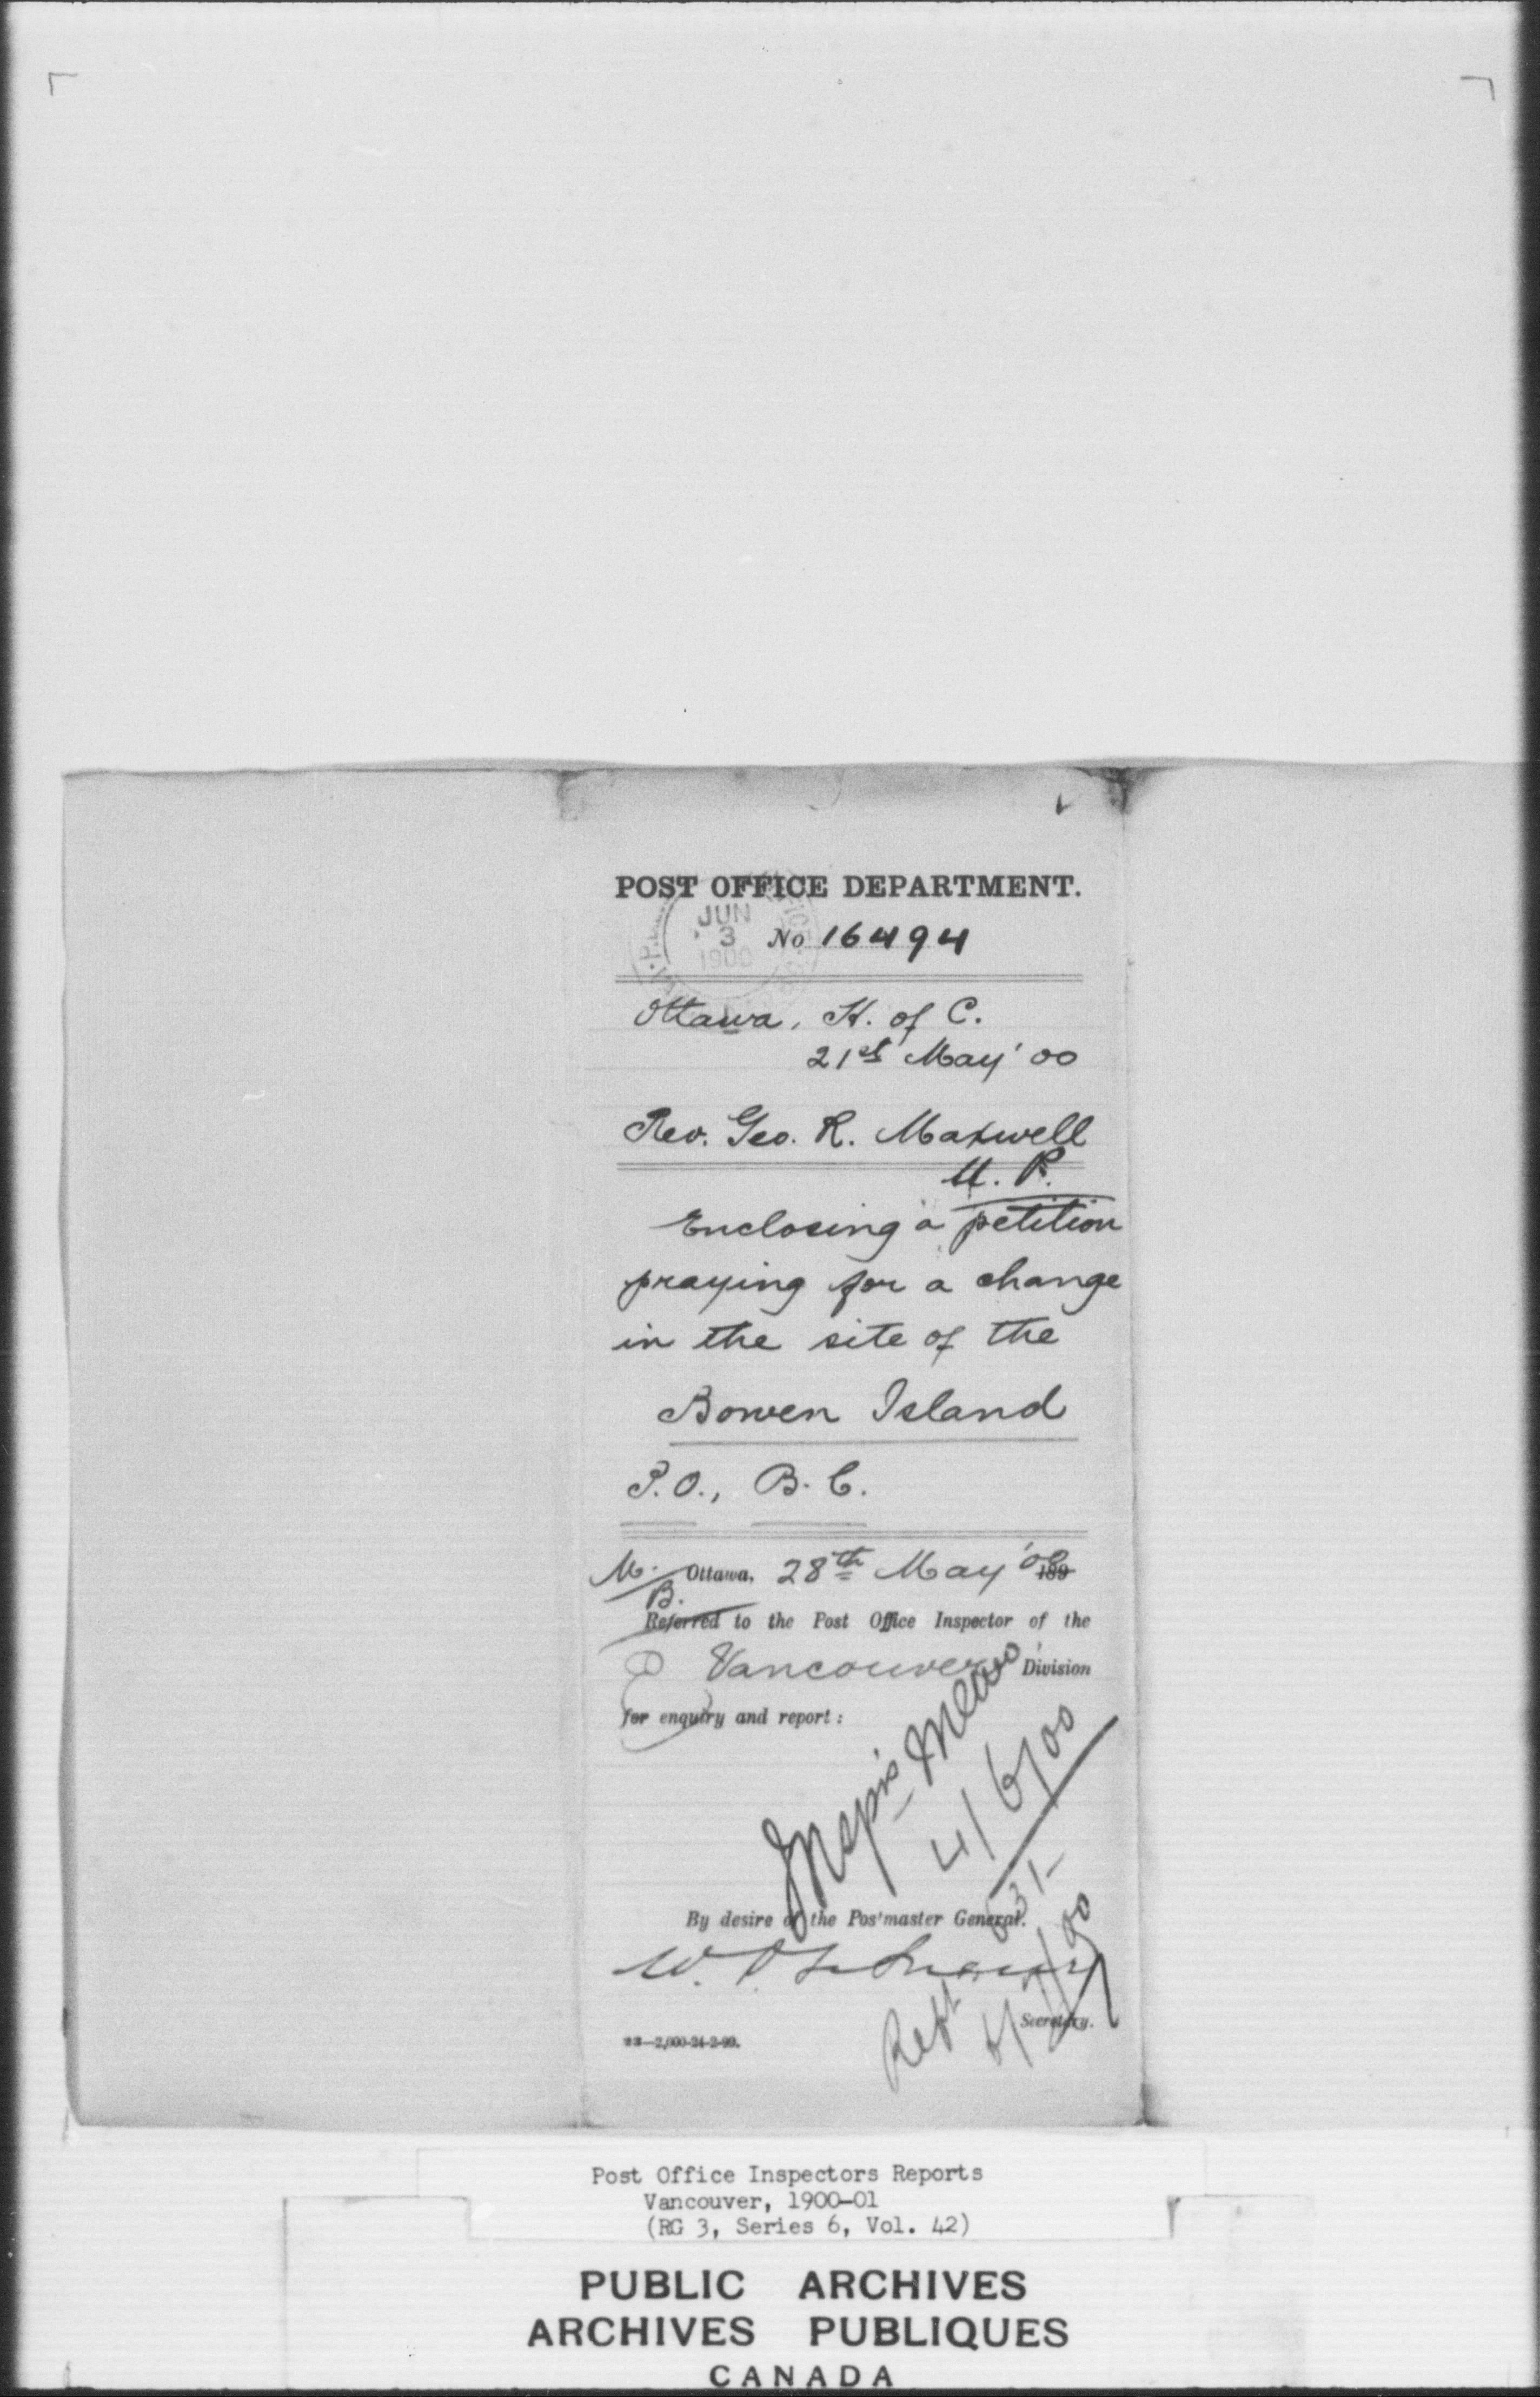 POST OFFICE DEPARTMENT.
JUN
3
1900
No 16494
Ottawa, H. of C.
21st May '00
Rev. Geo. R. Maxwell
M. P.
Enclosing a petition
praying for a change
in the site of the
Bowen Island
P.O., B.C.
M. Ottawa, 28th May '00 189
B.
Referred to the Post Office Inspector of the
Vancouver Division
for enquiry and report:
4/6/00
By desire of the Postmaster General.
W.
Secretary.
Rept
Post Office Inspectors Reports
Vancouver, 1900-01
(RG 3, Series 6, Vol. 42)
PUBLIC ARCHIVES
ARCHIVES PUBLIQUES
CANADA